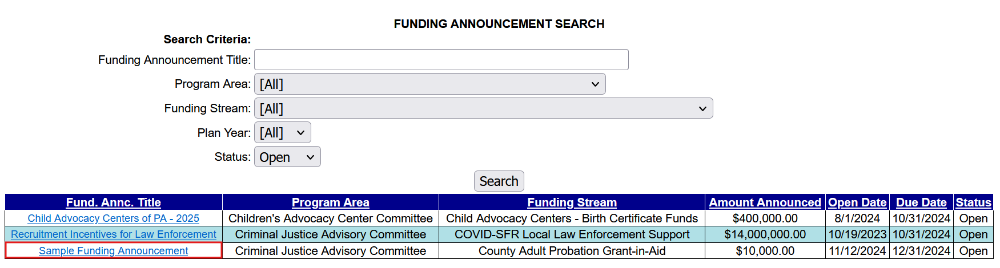 FUNDING ANNOUNCEMENT SEARCH
Search Criteria:
Funding Announcement Title:
Program Area: [All]
Funding Stream: [All]
Plan Year: [All]
Status: Open
Search
Fund. Annc. Title Program Area Funding Stream Amount Announced Open Date Due Date Status
Child Advocacy Centers of PA - 2025 Children's Advocacy Center Committee Child Advocacy Centers - Birth Certificate Funds $400,000.00 8/1/2024 10/31/2024 Open
Recruitment Incentives for Law Enforcement Criminal Justice Advisory Committee COVID-SFR Local Law Enforcement Support $14,000,000.00 10/19/2023 10/31/2024 Open
Sample Funding Announcement Criminal Justice Advisory Committee County Adult Probation Grant-in-Aid $10,000.00 11/12/2024 12/31/2024 Open